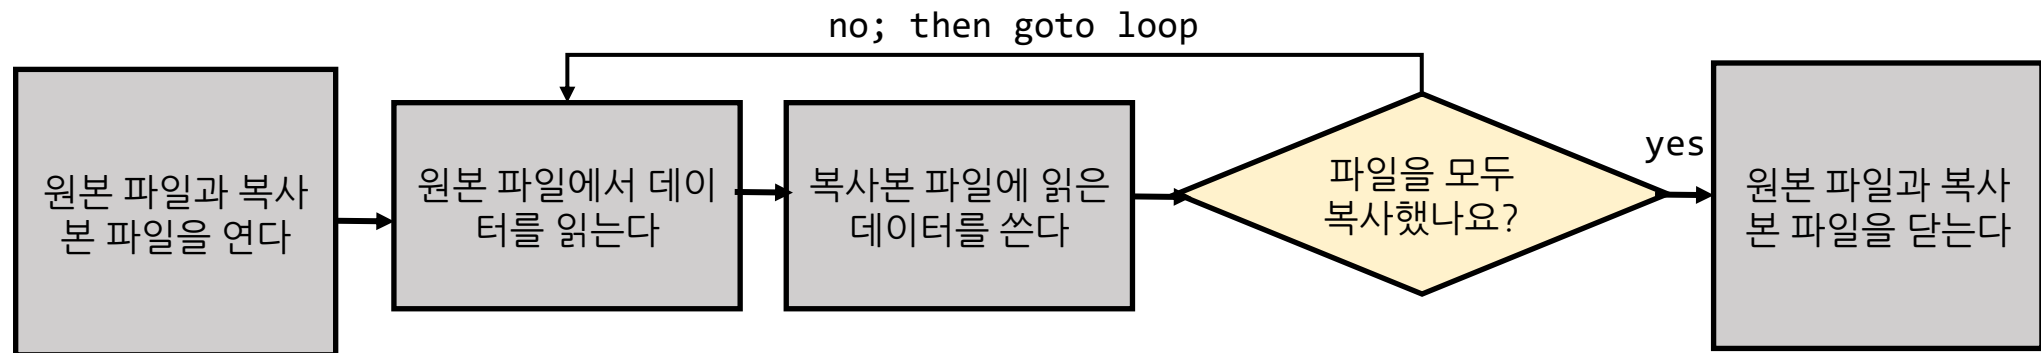 no; then goto loop
원본 파일과 복사
본 파일을 연다
원본 파일에서 데이
터를 읽는다
복사본 파일에 읽은
데이터를 쓴다
파일을 모두
복사했나요?
yes
원본 파일과 복사
본 파일을 닫는다